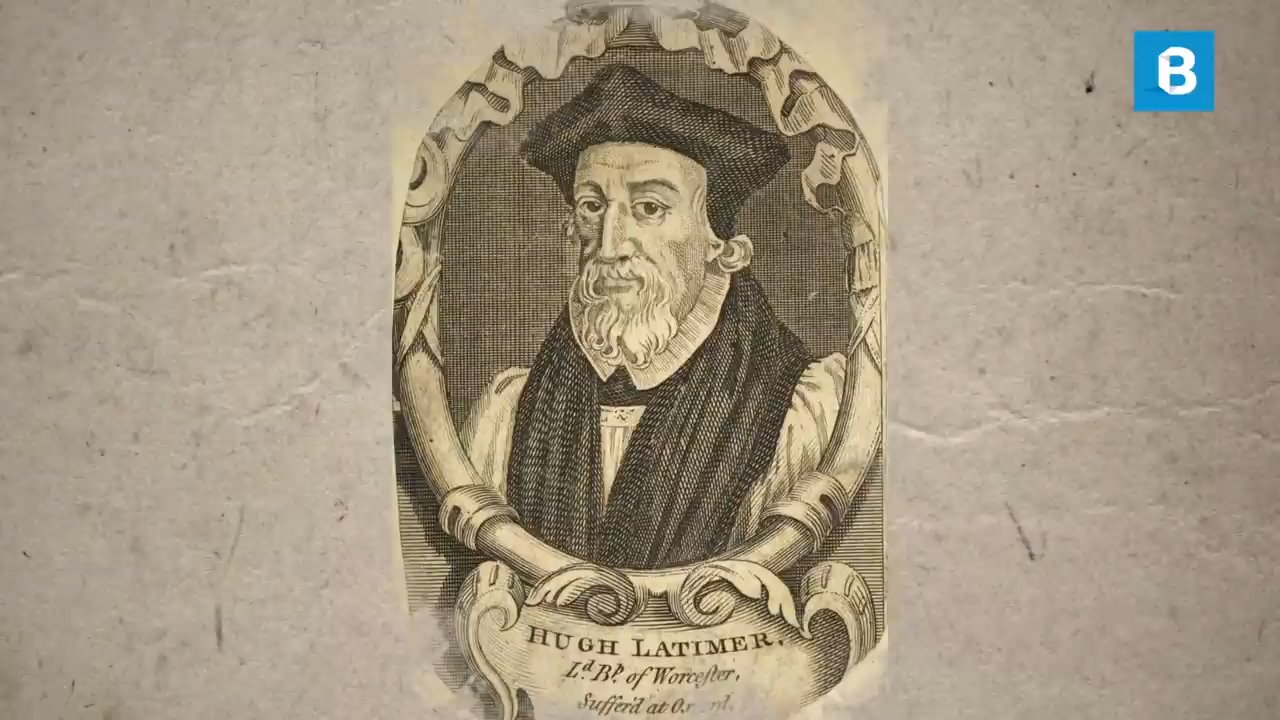 B
HUGH LATIMER,
Ld. Bp. of Worcester,
Suffer'd at